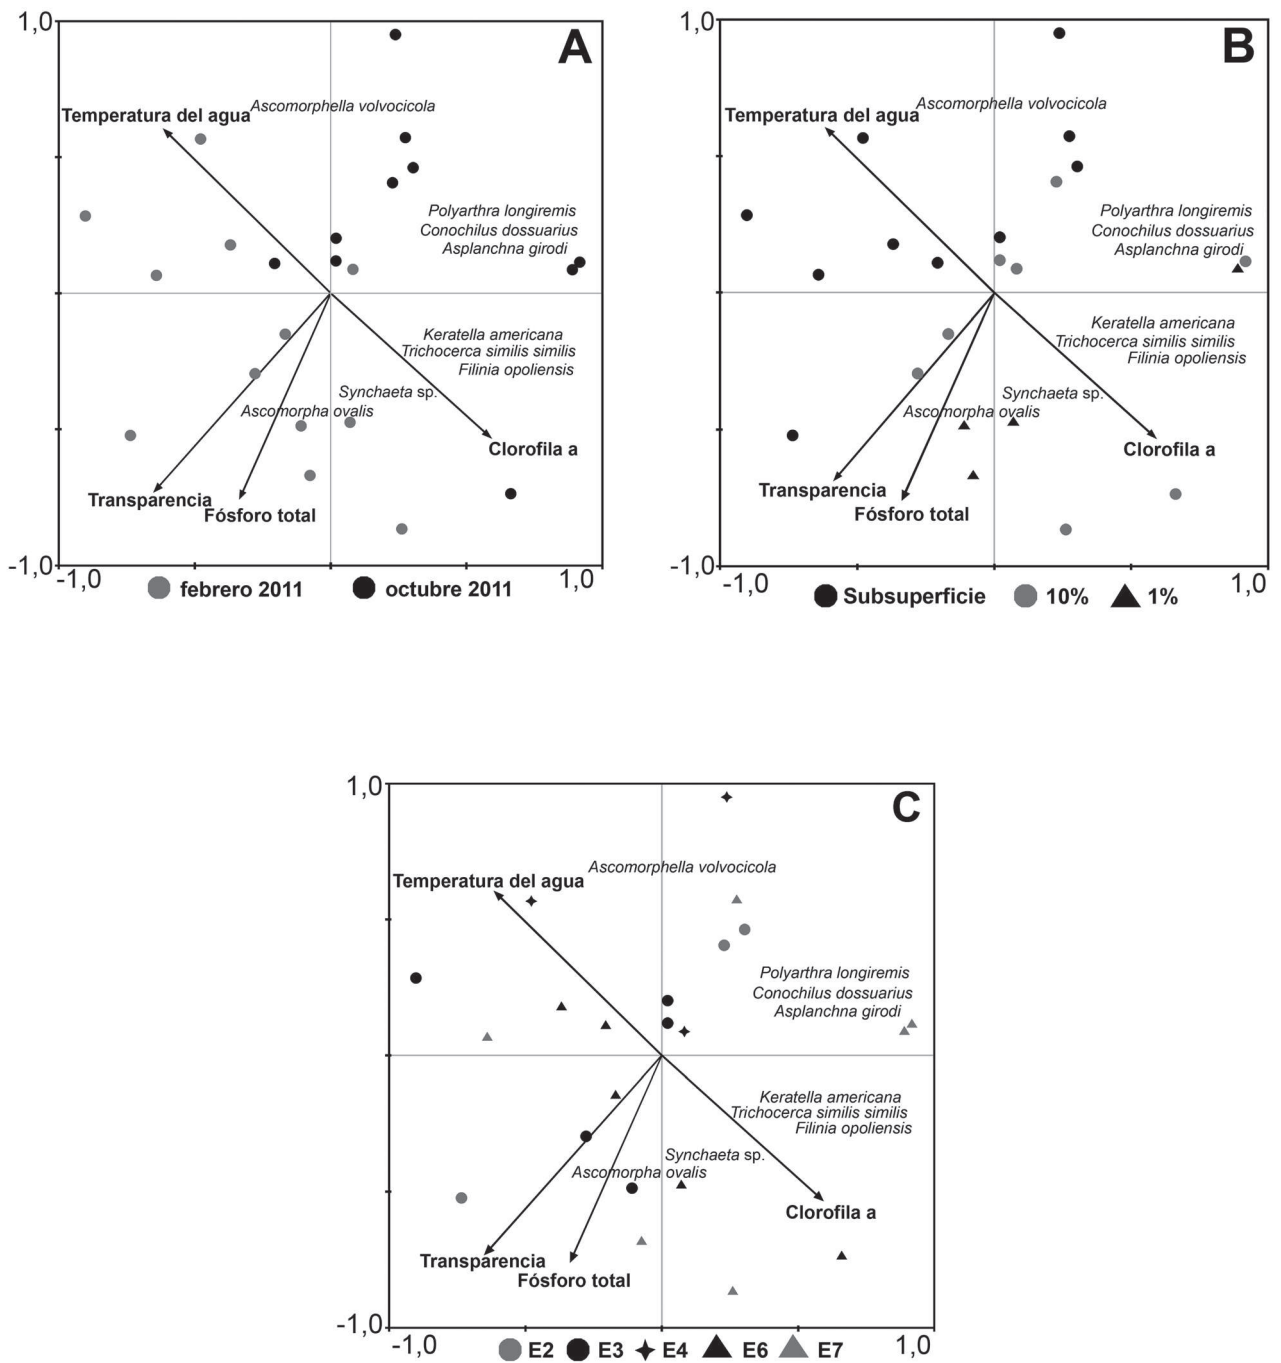 1,0
A
Temperatura del agua
Ascomorphella volvocicola
Polyarthra longiremis
Conochilus dossuarius
Asplanchna girodi
Keratella americana
Trichocerca similis similis
Filinia opoliensis
Synchaeta sp.
Ascomorpha ovalis
Clorofila a
Transparencia
Fósforo total
-1,0
-1,0
1,0
febrero 2011
octubre 2011
1,0
B
Temperatura del agua
Ascomorphella volvocicola
Polyarthra longiremis
Conochilus dossuarius
Asplanchna girodi
Keratella americana
Trichocerca similis similis
Filinia opoliensis
Synchaeta sp.
Ascomorpha ovalis
Clorofila a
Transparencia
Fósforo total
-1,0
-1,0
1,0
Subsuperficie
10%
1%
1,0
C
Ascomorphella volvocicola
Temperatura del agua
Polyarthra longiremis
Conochilus dossuarius
Asplanchna girodi
Keratella americana
Trichocerca similis similis
Filinia opoliensis
Synchaeta sp.
Ascomorpha ovalis
Clorofila a
Transparencia
Fósforo total
-1,0
-1,0
1,0
E2
E3
E4
E6
E7